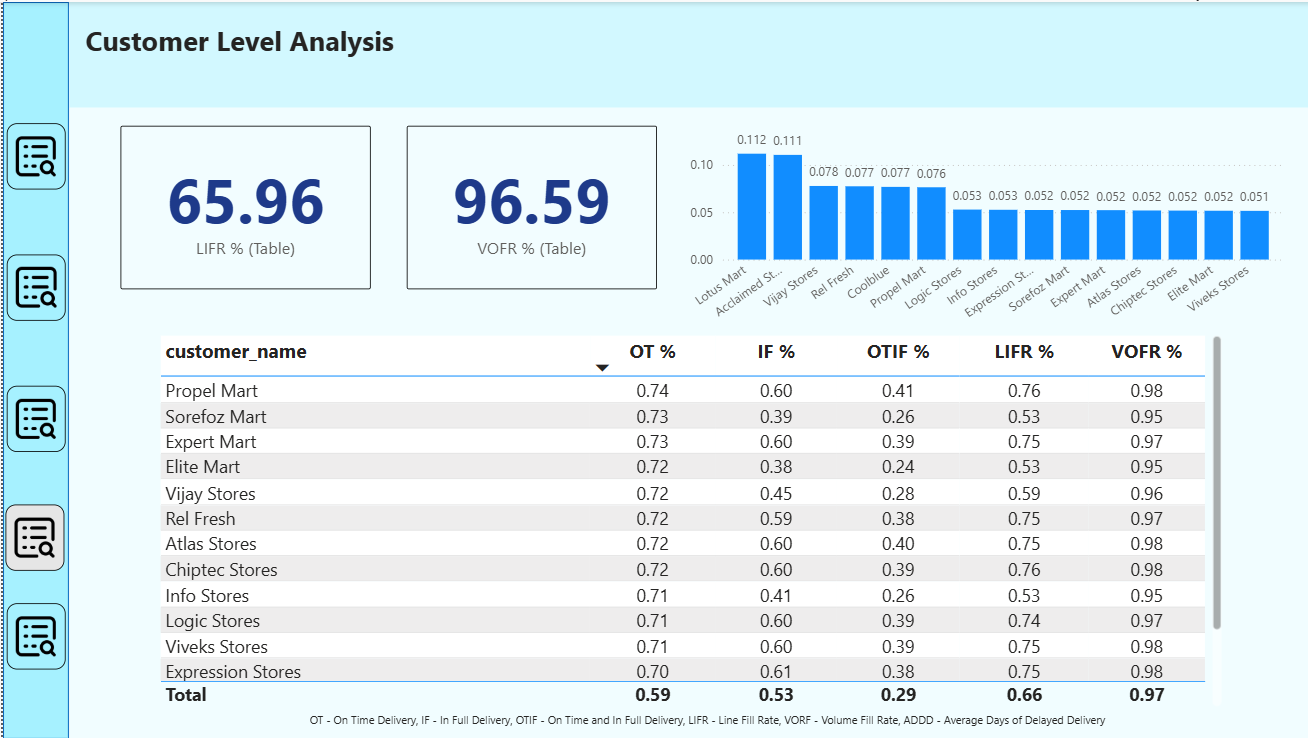 Customer Level Analysis
65.96
LIFR % (Table)
96.59
VOFR % (Table)
0.10
0.05
0.00
0.112 0.111 0.078 0.077 0.077 0.076 0.053 0.053 0.052 0.052 0.052 0.052 0.052 0.052 0.051
Lotus Mart
Acclaimed St...
Vijay Stores
Rel Fresh
Coolblue
Propel Mart
Logic Stores
Info Stores
Expression St...
Sorefoz Mart
Expert Mart
Atlas Stores
Chiptec Stores
Elite Mart
Viveks Stores
customer_name OT % IF % OTIF % LIFR % VOFR %
Propel Mart 0.74 0.60 0.41 0.76 0.98
Sorefoz Mart 0.73 0.39 0.26 0.53 0.95
Expert Mart 0.73 0.60 0.39 0.75 0.97
Elite Mart 0.72 0.38 0.24 0.53 0.95
Vijay Stores 0.72 0.45 0.28 0.59 0.96
Rel Fresh 0.72 0.59 0.38 0.75 0.97
Atlas Stores 0.72 0.60 0.40 0.75 0.98
Chiptec Stores 0.72 0.60 0.39 0.76 0.98
Info Stores 0.71 0.41 0.26 0.53 0.95
Logic Stores 0.71 0.60 0.39 0.74 0.97
Viveks Stores 0.71 0.60 0.39 0.75 0.98
Expression Stores 0.70 0.61 0.38 0.75 0.98
Total 0.59 0.53 0.29 0.66 0.97
OT - On Time Delivery, IF - In Full Delivery, OTIF - On Time and In Full Delivery, LIFR - Line Fill Rate, VORF - Volume Fill Rate, ADDD - Average Days of Delayed Delivery